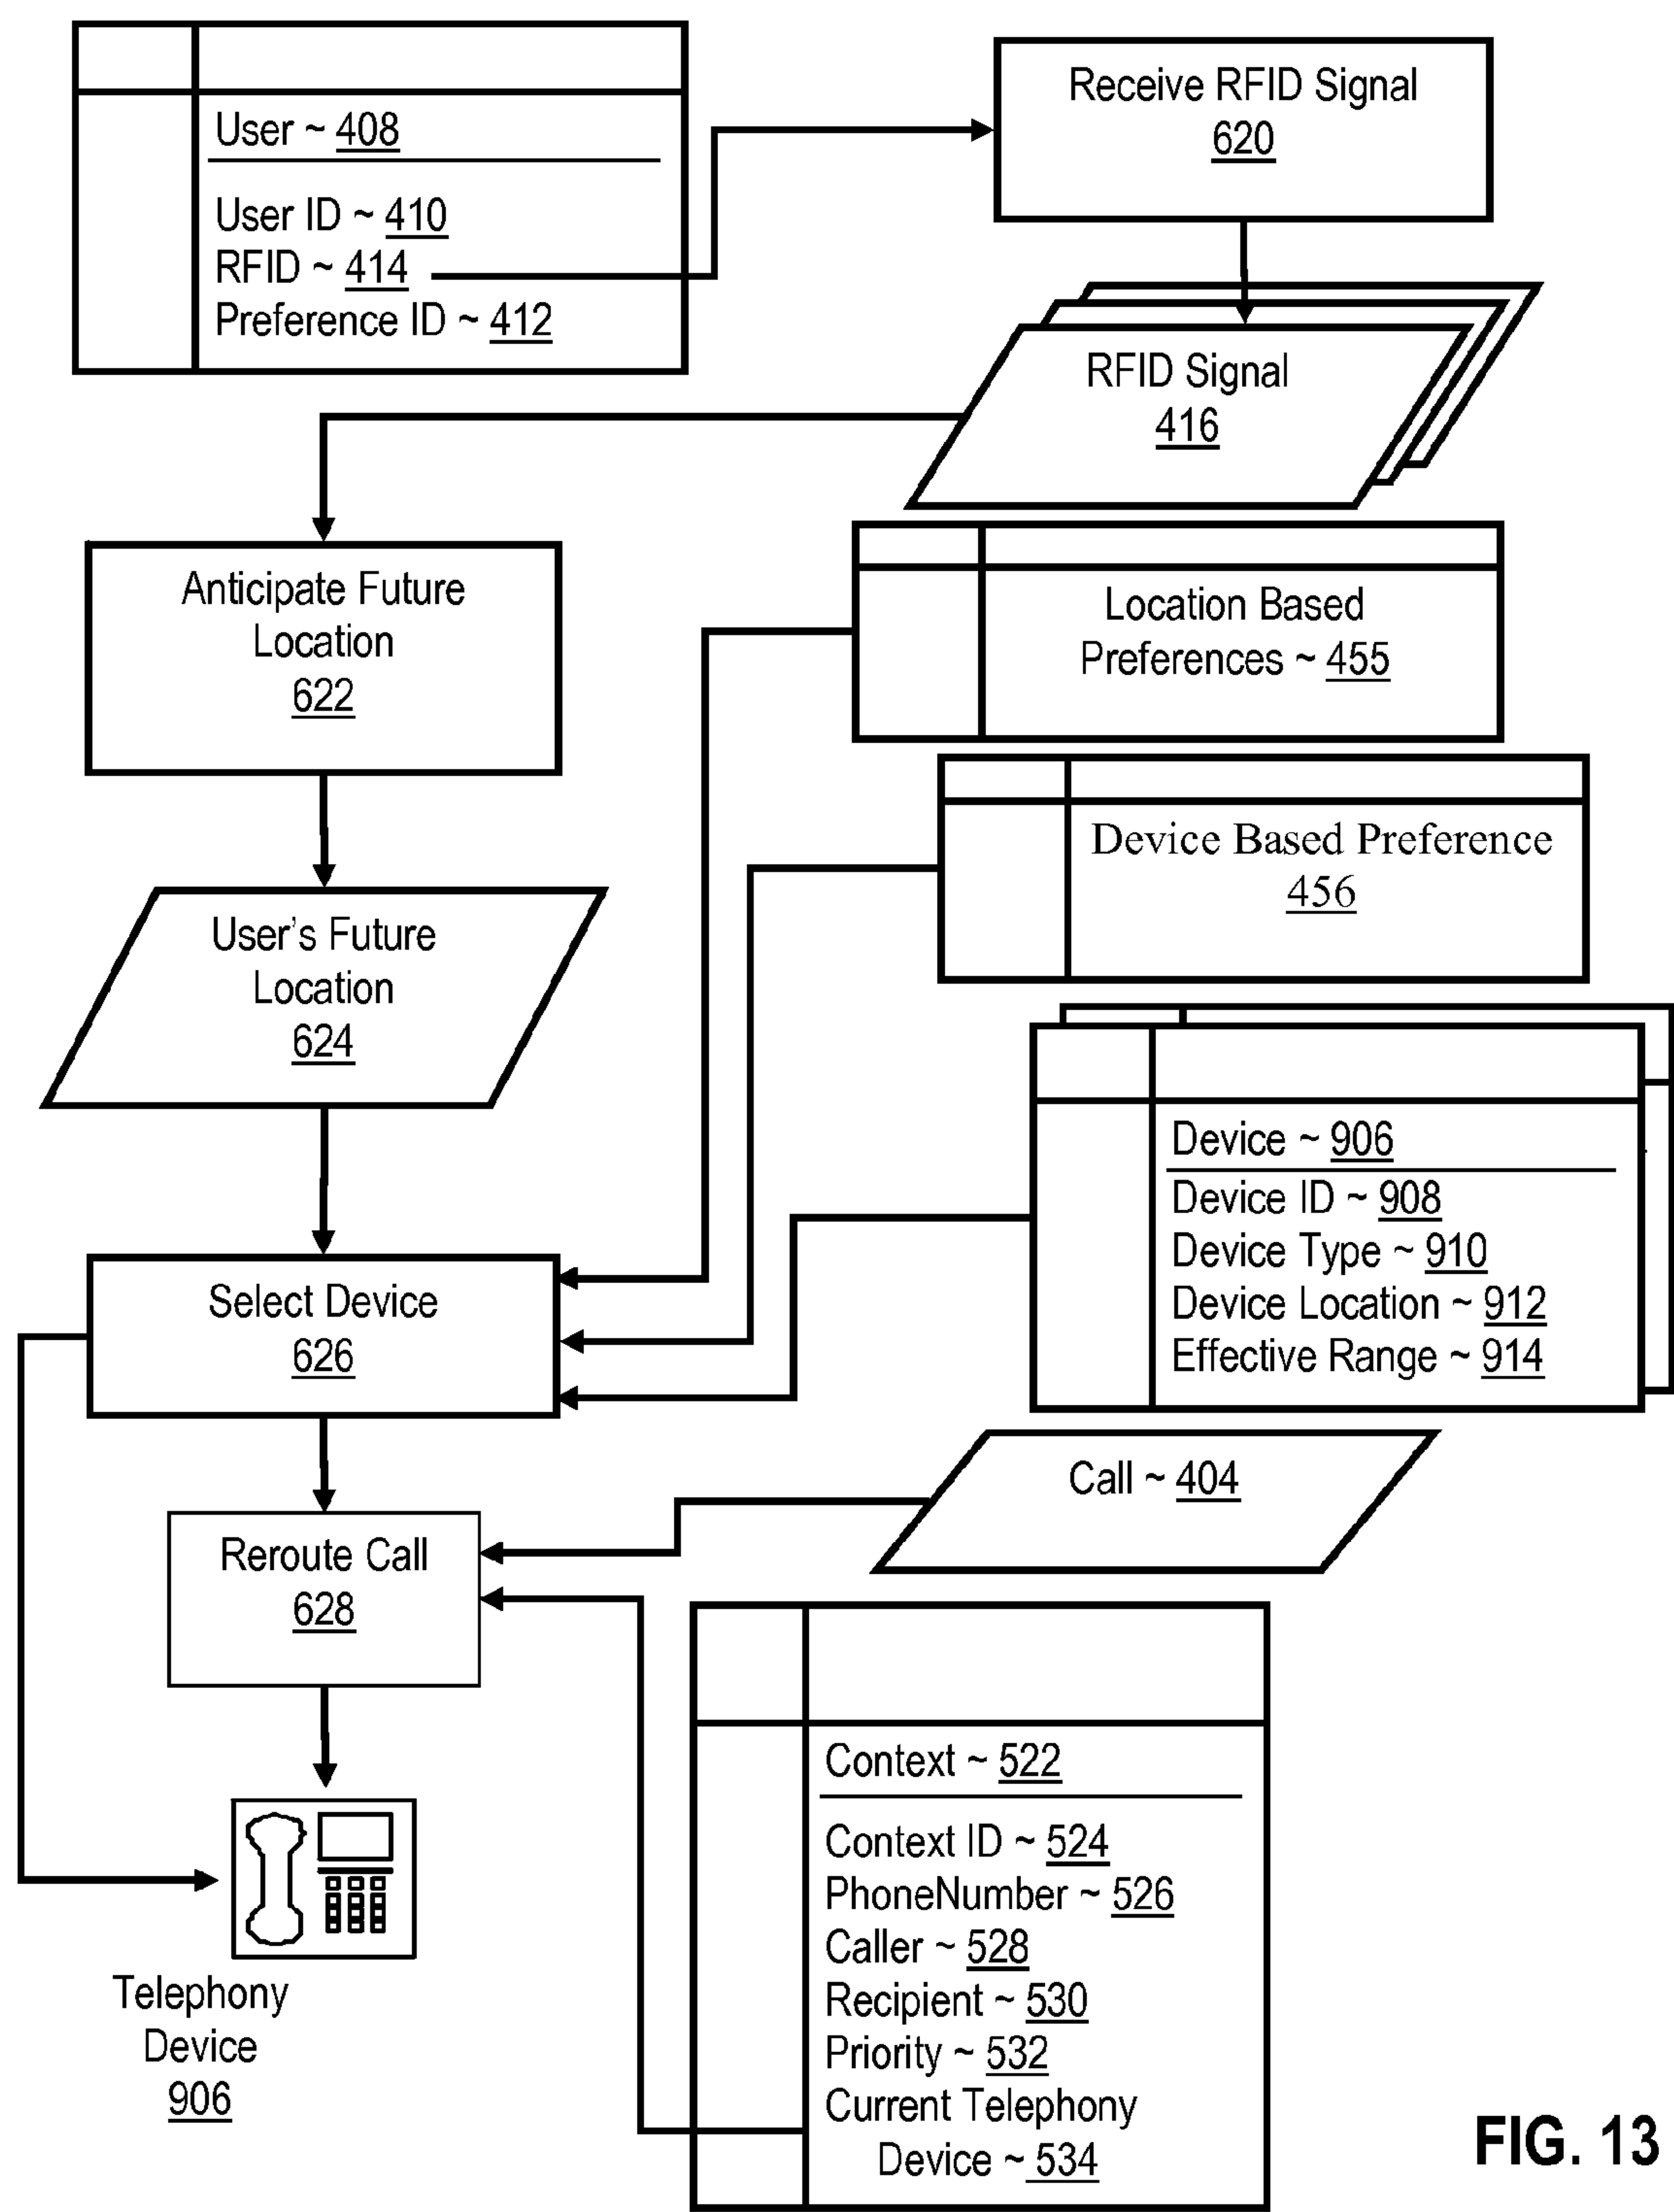 User ~ 408
User ID ~ 410
RFID ~ 414
Preference ID ~ 412
Receive RFID Signal
620
RFID Signal
416
Anticipate Future
Location
622
Location Based
Preferences ~ 455
Device Based Preference
456
User's Future
Location
624
Device ~ 906
Device ID ~ 908
Device Type ~ 910
Device Location ~ 912
Effective Range ~ 914
Select Device
626
Call ~ 404
Reroute Call
628
Context ~ 522
Context ID ~ 524
PhoneNumber ~ 526
Caller ~ 528
Recipient ~ 530
Priority ~ 532
Current Telephony
Device ~ 534
Telephony
Device
906
FIG. 13